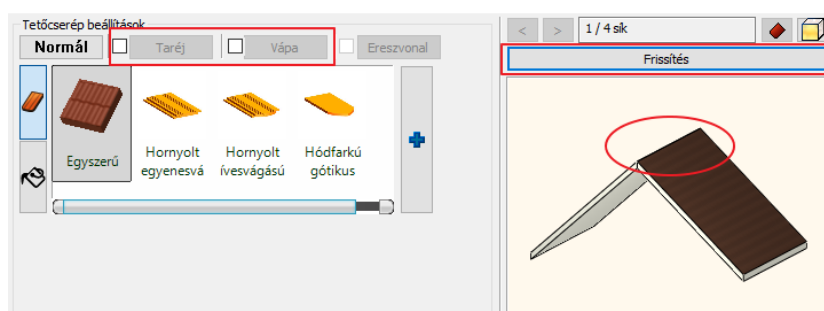 Tetőcserép beállítások
Normál Taréj Vápa Ereszvonal
Egyszerű
Hornyolt
egyenesvá
Hornyolt
ívesvágású
Hódfarkú
gótikus
< > 1 / 4 sík
Frissítés